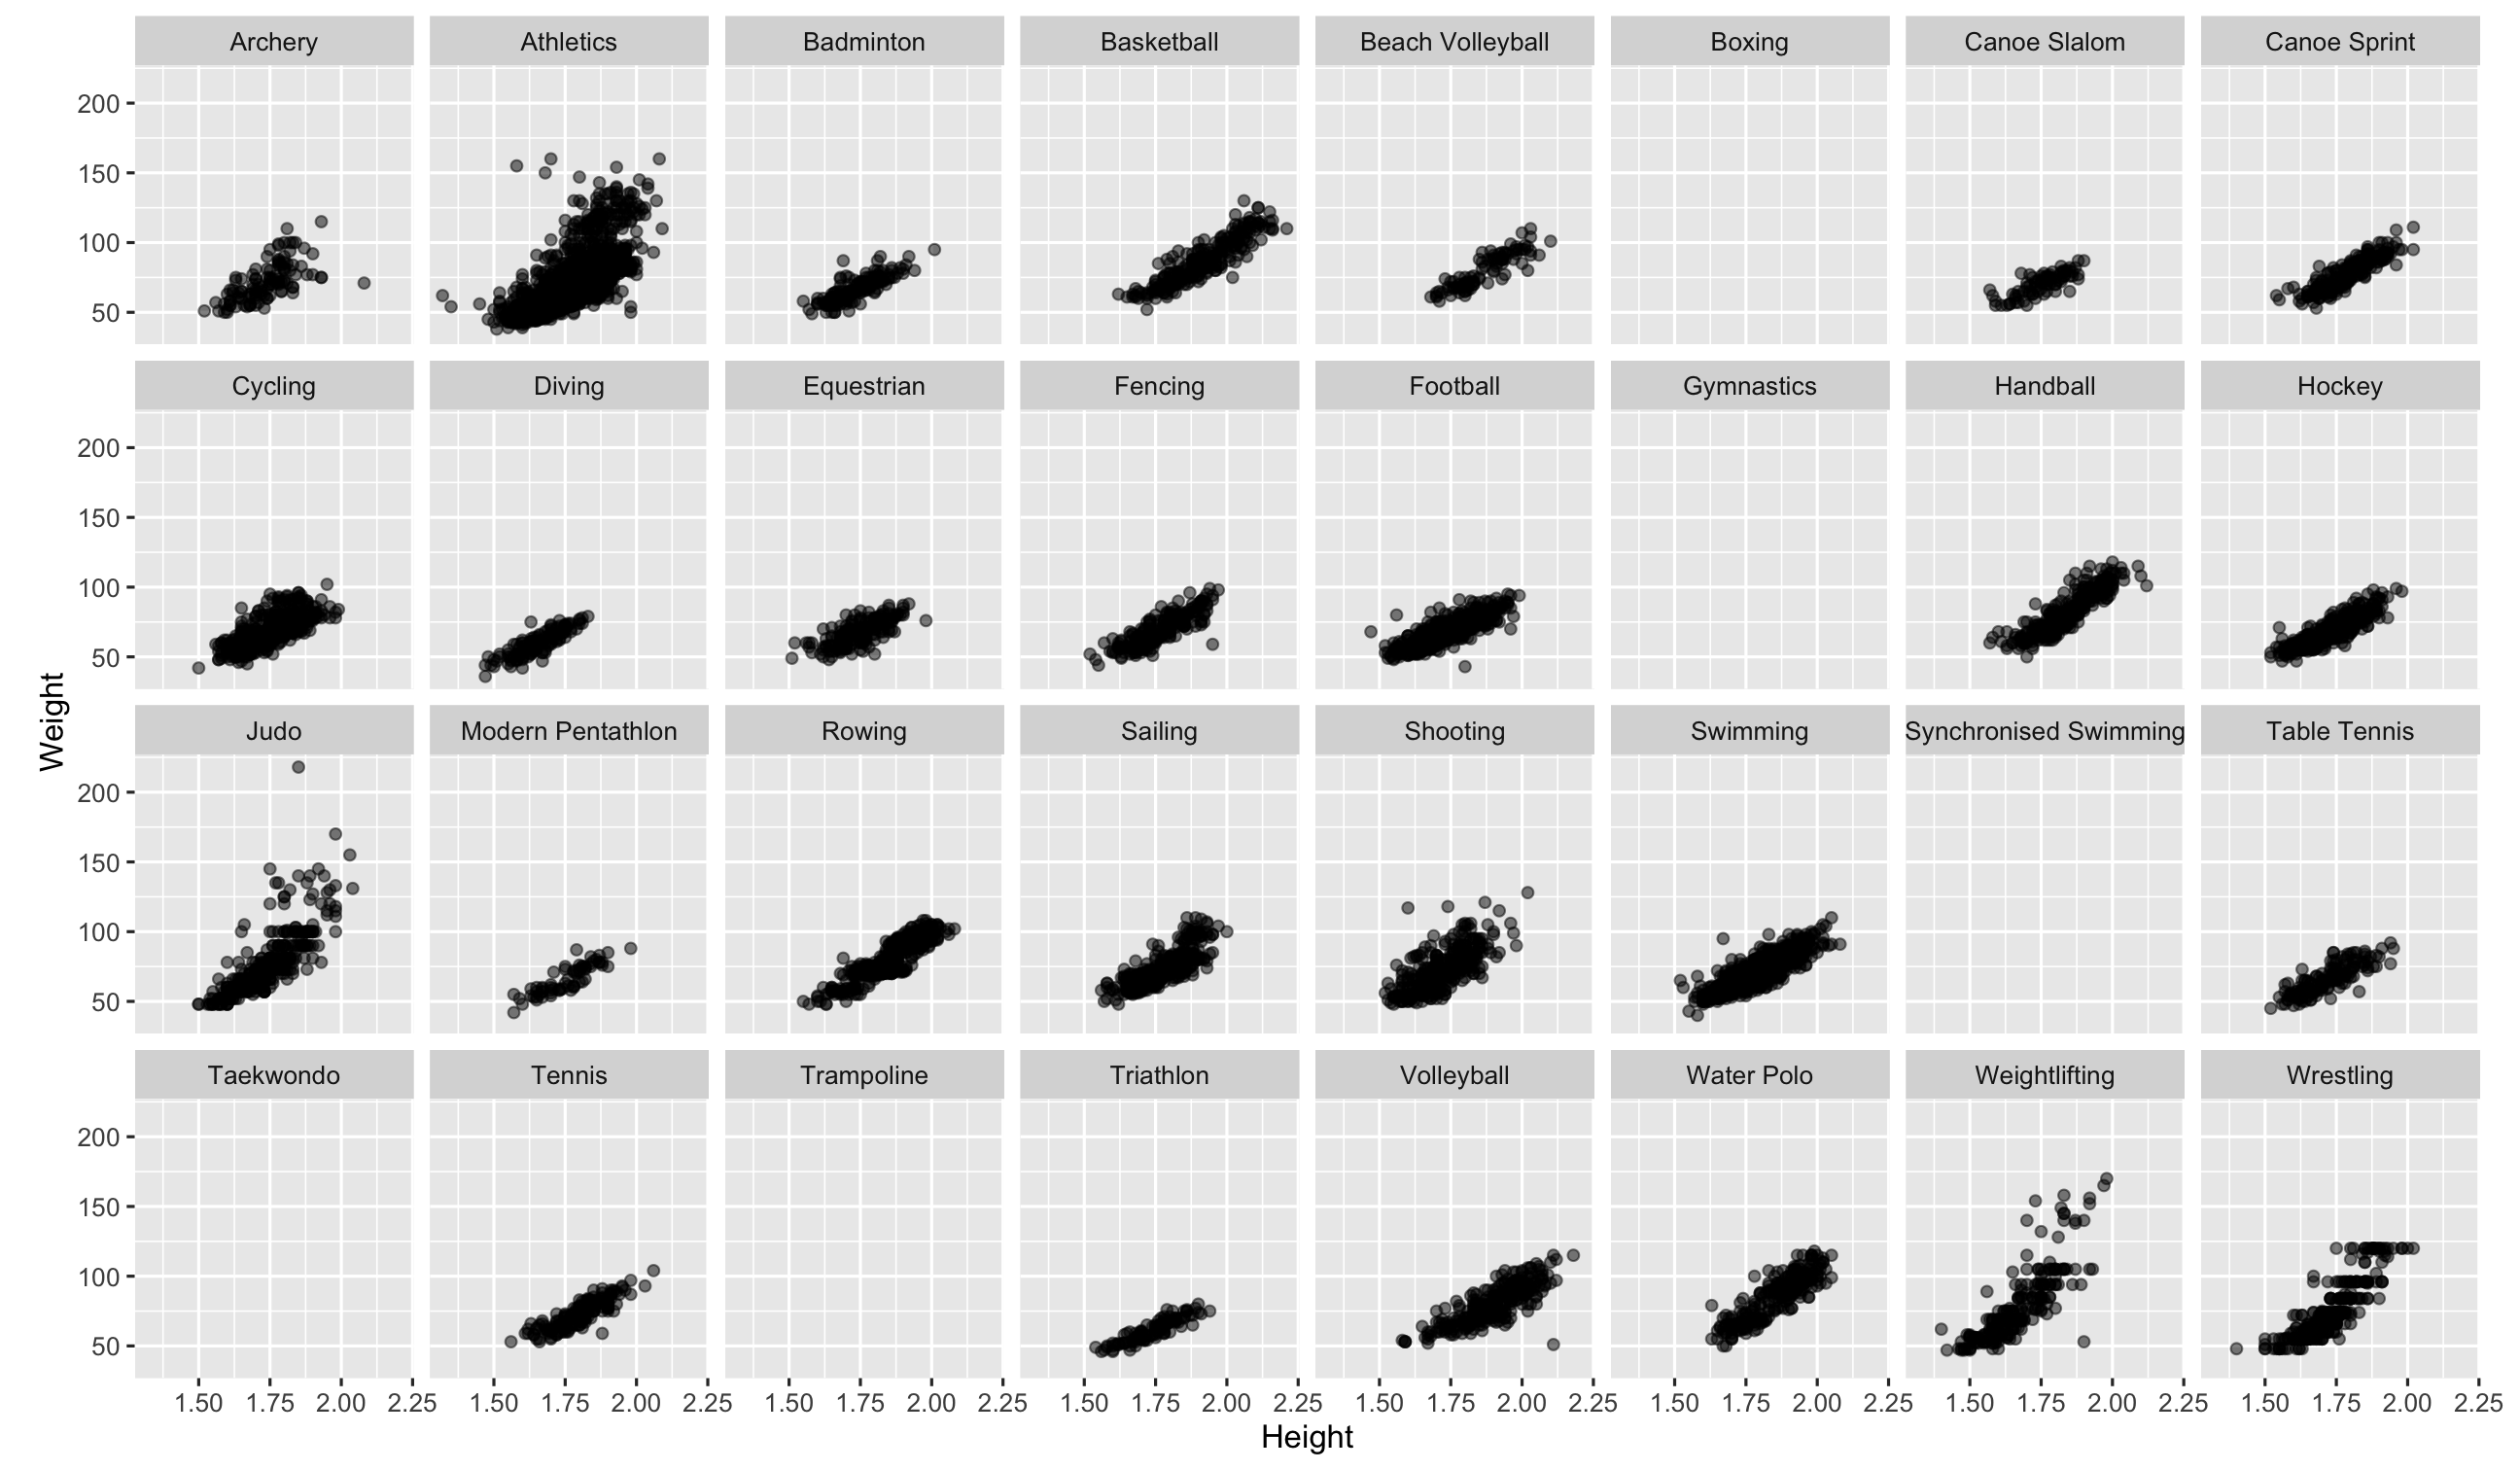 Archery Athletics Badminton Basketball Beach Volleyball Boxing Canoe Slalom Canoe Sprint
200
150
100
50
Cycling Diving Equestrian Fencing Football Gymnastics Handball Hockey
200
150
100
50
Weight
Judo Modern Pentathlon Rowing Sailing Shooting Swimming Synchronised Swimming Table Tennis
200
150
100
50
Taekwondo Tennis Trampoline Triathlon Volleyball Water Polo Weightlifting Wrestling
200
150
100
50
1.50 1.75 2.00 2.25 1.50 1.75 2.00 2.25 1.50 1.75 2.00 2.25 1.50 1.75 2.00 2.25 1.50 1.75 2.00 2.25 1.50 1.75 2.00 2.25 1.50 1.75 2.00 2.25 1.50 1.75 2.00 2.25
Height